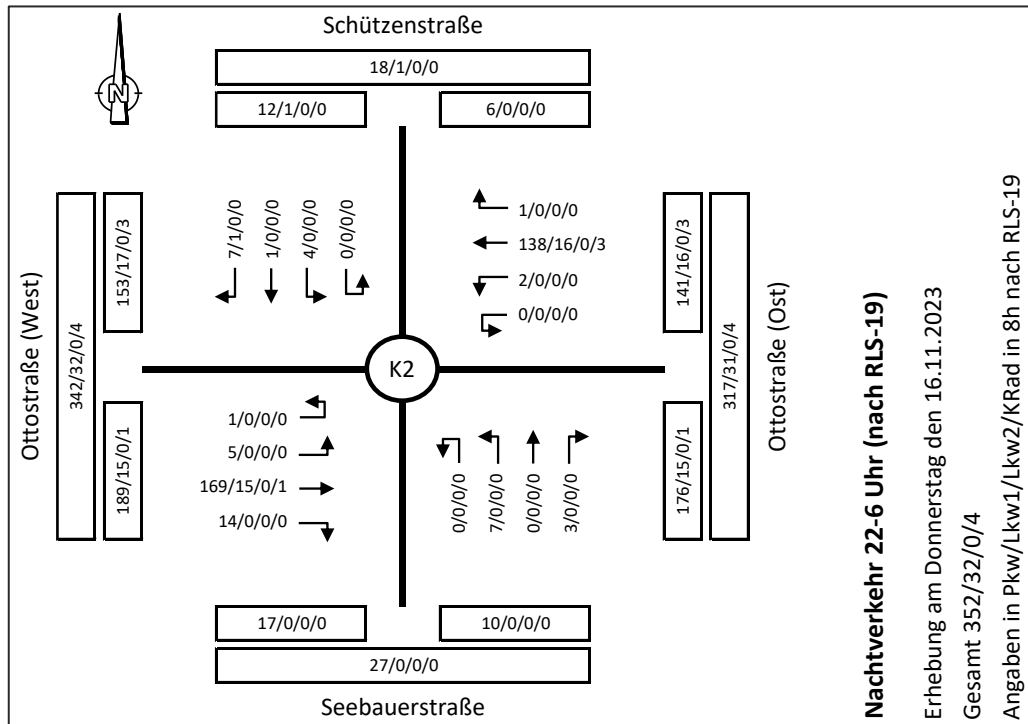 Schützenstraße
18/1/0/0
12/1/0/0
6/0/0/0
N
Ottostraße (West)
342/32/0/4
153/17/0/3
189/15/0/1
7/1/0/0
1/0/0/0
4/0/0/0
0/0/0/0
1/0/0/0
138/16/0/3
2/0/0/0
0/0/0/0
141/16/0/3
176/15/0/1
317/31/0/4
Ottostraße (Ost)
K2
1/0/0/0
5/0/0/0
169/15/0/1
14/0/0/0
0/0/0/0
7/0/0/0
0/0/0/0
3/0/0/0
17/0/0/0
10/0/0/0
27/0/0/0
Seebauerstraße
Nachtverkehr 22-6 Uhr (nach RLS-19)
Erhebung am Donnerstag den 16.11.2023
Gesamt 352/32/0/4
Angaben in Pkw/Lkw1/Lkw2/KRad in 8h nach RLS-19